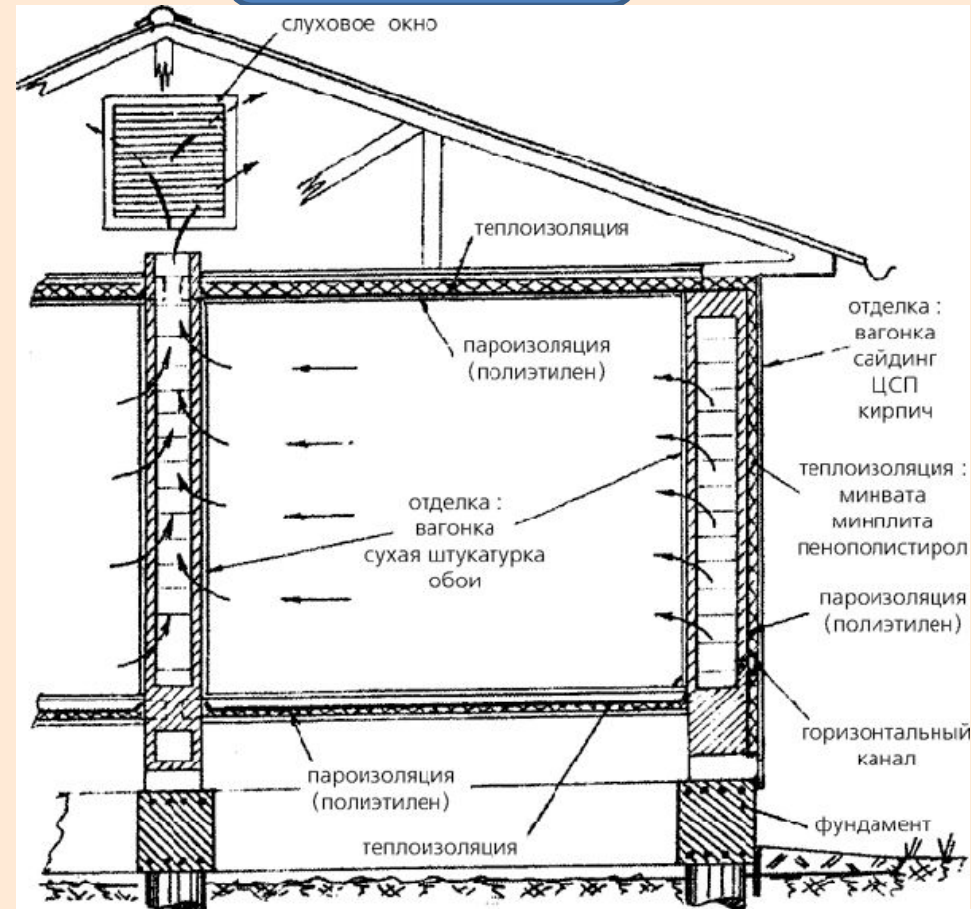 слуховое окно
теплоизоляция
пароизоляция
(полиэтилен)
отделка :
вагонка
сайдинг
ЦСП
кирпич
отделка :
вагонка
сухая штукатурка
обои
теплоизоляция :
минвата
минплита
пенополистирол
пароизоляция
(полиэтилен)
горизонтальный
канал
пароизоляция
(полиэтилен)
теплоизоляция
фундамент